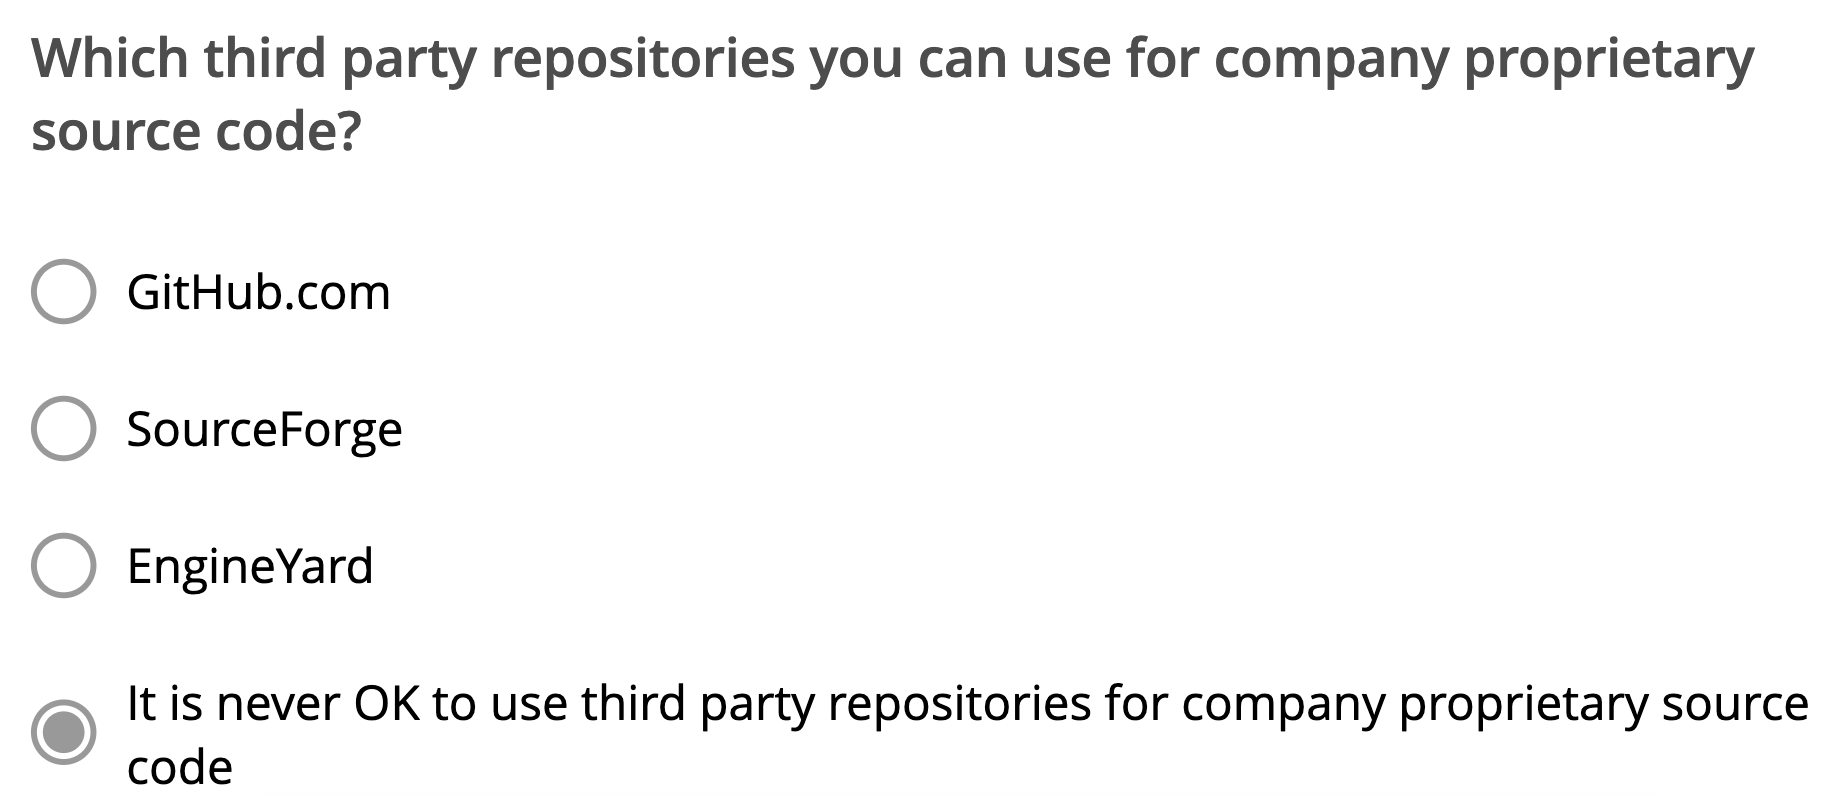 Which third party repositories you can use for company proprietary
source code?
GitHub.com
SourceForge
EngineYard
It is never OK to use third party repositories for company proprietary source
code